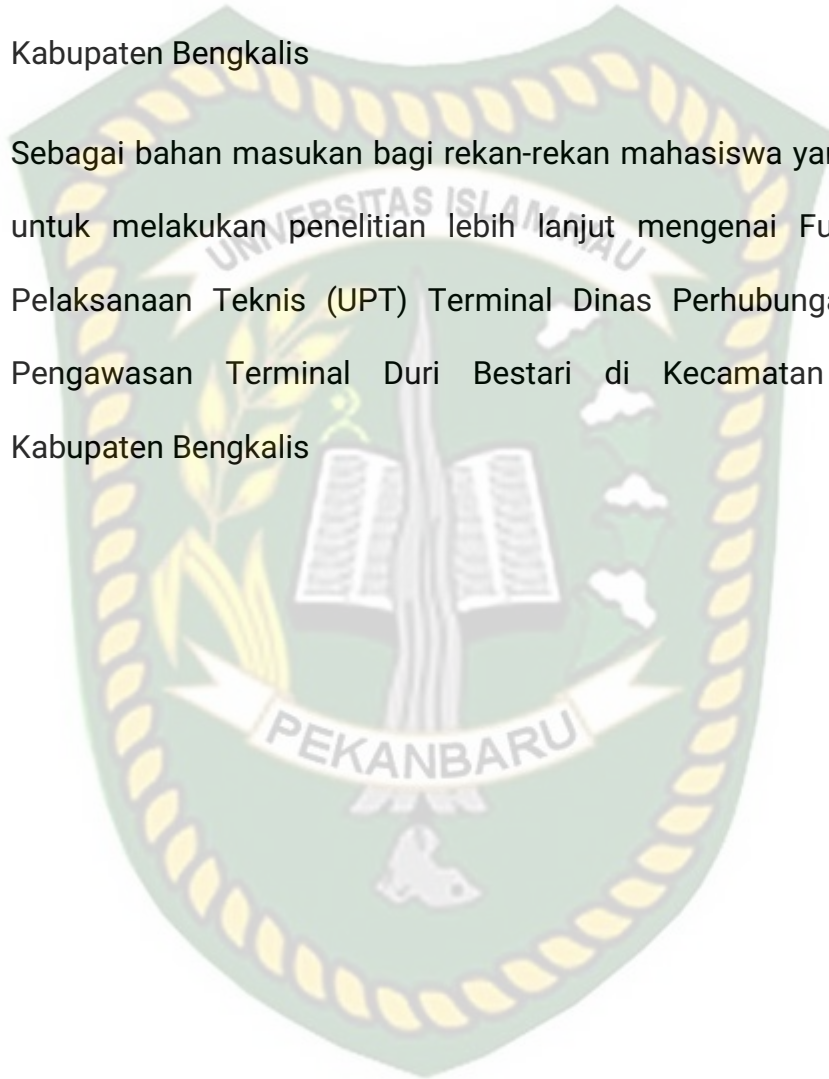 Kabupaten Bengkalis
Sebagai bahan masukan bagi rekan-rekan mahasiswa
untuk melakukan penelitian lebih lanjut mengenai
Pelaksanaan Teknis (UPT) Terminal Dinas
Pengawasan Terminal Duri Bestari di Kecamatan
Kabupaten Bengkalis
UNIVERSITAS ISLAM RIAU
PEKANBARU